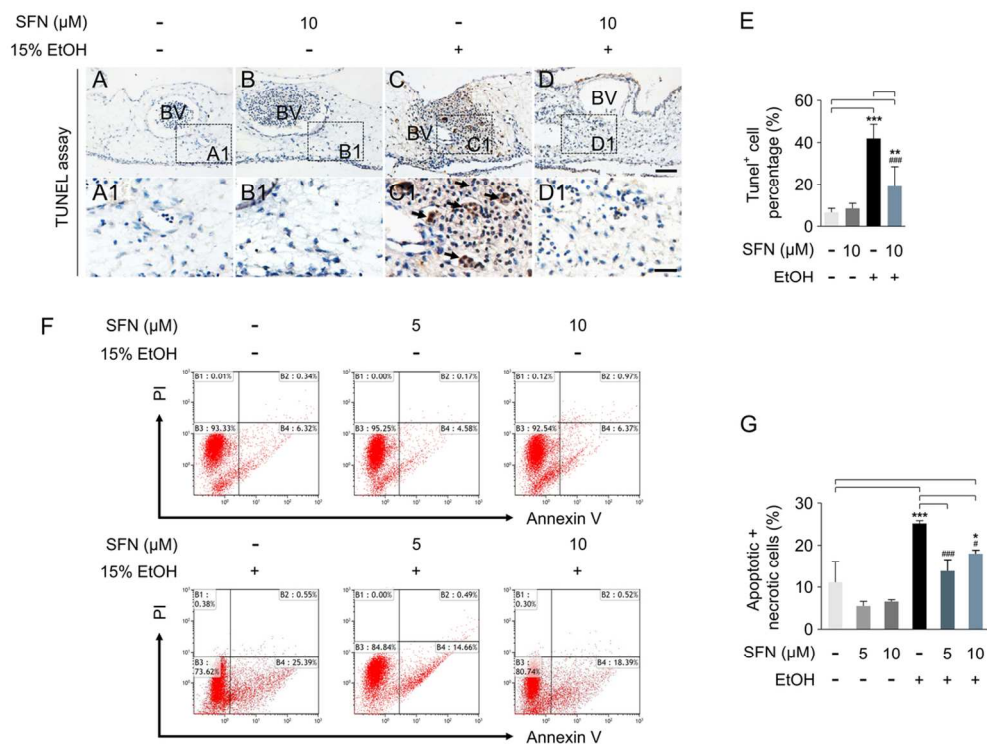 SFN (μM) - 10 - 10
15% EtOH - - + +
TUNEL assay
A B C D
BV BV BV BV
A1 B1 C1 D1
A1 B1 C1 D1
E
Tunel⁺ cell
percentage (%)
60
40
20
0
***
**
###
SFN (μM) - 10 - 10
EtOH - - + +
F
SFN (μM) - 5 10
15% EtOH - - -
PI
B1 : 0.01% B2 : 0.34% B1 : 0.00% B2 : 0.17% B1 : 0.12% B2 : 0.97%
B3 : 93.33% B4 : 6.32% B3 : 95.25% B4 : 4.58% B3 : 92.54% B4 : 6.37%
Annexin V
SFN (μM) - 5 10
15% EtOH + + +
PI
B1 : 0.38% B2 : 0.55% B1 : 0.00% B2 : 0.49% B1 : 0.30% B2 : 0.52%
B3 : 73.62% B4 : 25.39% B3 : 84.84% B4 : 14.66% B3 : 80.74% B4 : 18.39%
Annexin V
G
Apoptotic +
necrotic cells (%)
30
20
10
0
***
###
*
#
SFN (μM) - 5 10 - 5 10
EtOH - - - + + +